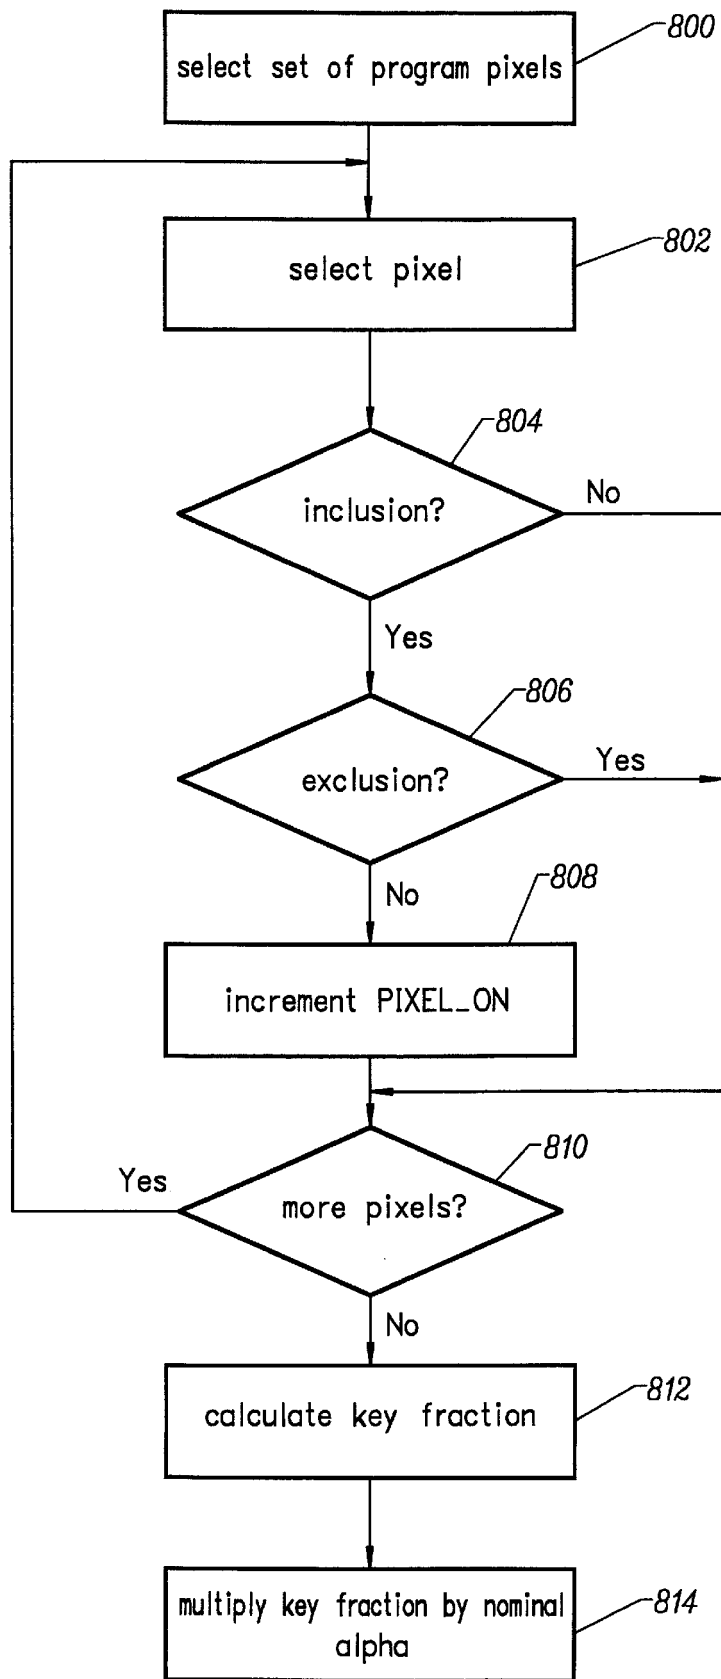 800
select set of program pixels
802
select pixel
804
inclusion?
No
Yes
806
exclusion?
Yes
No
808
increment PIXEL_ON
810
Yes
more pixels?
No
812
calculate key fraction
814
multiply key fraction by nominal
alpha